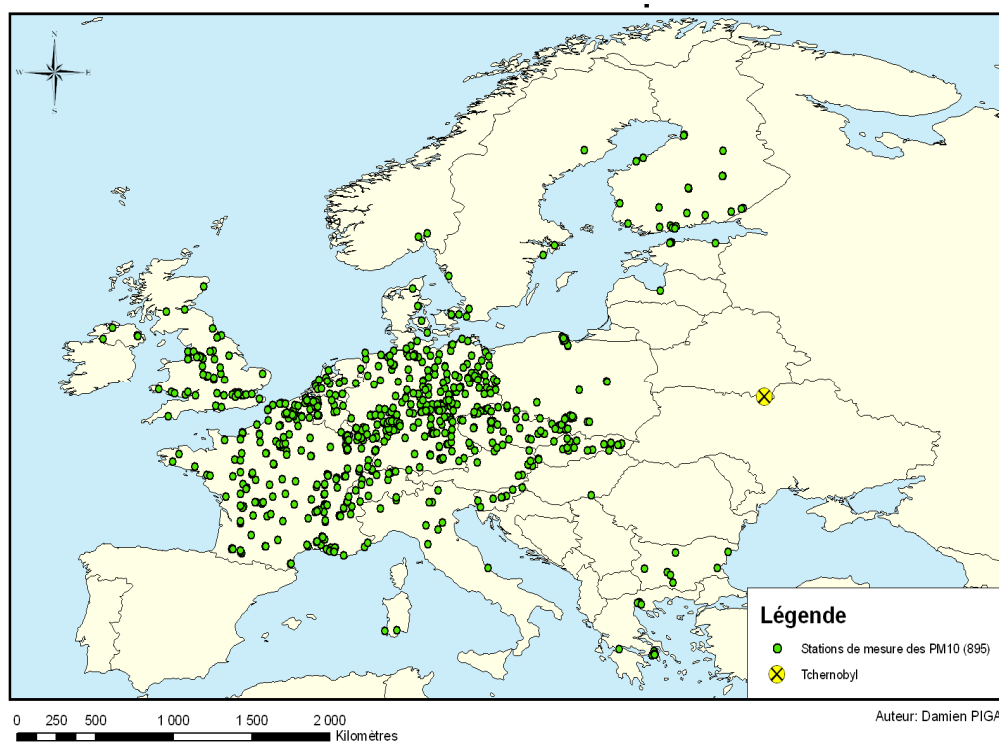 N
W E
S
Légende
Stations de mesure des PM10 (895)
Tchernobyl
0 250 500 1 000 1 500 2 000
Kilomètres
Auteur: Damien PIGA